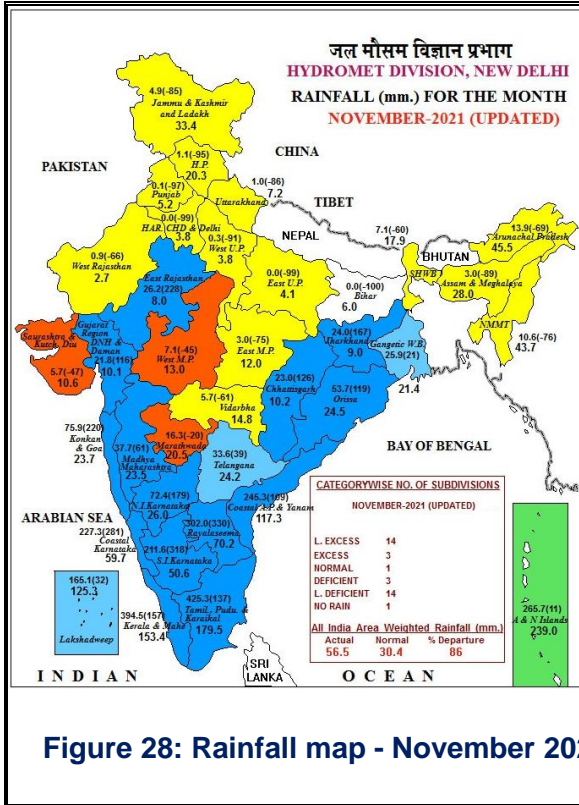 जल मौसम विज्ञान प्रभाग
HYDROMET DIVISION, NEW DELHI
RAINFALL (mm.) FOR THE MONTH
NOVEMBER-2021 (UPDATED)
4.9(-85)
Jammu & Kashmir
and Ladakh
33.4
PAKISTAN
CHINA
1.1(-95)
H.P.
20.3
0.1(-97)
Punjab
5.2
1.0(-86)
7.2
Uttarakhand
TIBET
0.0(-99)
HAR. CHD & Delhi
3.8
0.3(-91)
West U.P.
3.8
NEPAL
7.1(-60)
17.9
BHUTAN
13.9(-69)
Arunachal Pradesh
45.5
0.9(-66)
West Rajasthan
2.7
East Rajasthan
26.2(228)
8.0
0.0(-99)
East U.P.
4.1
0.0(-100)
Bihar
6.0
SHWB
3.0(-89)
Assam & Meghalaya
28.0
NMMT
10.6(-76)
43.7
Saurashtra &
Kutch, Diu
5.7(-47)
10.6
Gujarat
Region
DNH &
Daman
21.8(116)
10.1
7.1(-45)
West M.P.
13.0
3.0(-75)
East M.P.
12.0
24.0(167)
Jharkhand
9.0
Gangetic W.B.
25.9(21)
21.4
23.0(126)
Chhattisgarh
10.2
53.7(119)
Orissa
24.5
5.7(-61)
Vidarbha
14.8
75.9(220)
Konkan
& Goa
23.7
37.7(61)
Madhya
Maharashtra
23.5
16.3(-20)
Marathwada
20.5
33.6(39)
Telangana
24.2
BAY OF BENGAL
ARABIAN SEA
72.4(179)
N.I.Karnataka
26.0
245.3(109)
Coastal A.P.& Yanam
117.3
227.3(281)
Coastal
Karnataka
59.7
302.0(330)
Rayalaseema
70.2
211.6(318)
S.I.Karnataka
50.6
165.1(32)
125.3
Lakshadweep
394.5(157)
Kerala & Mahe
153.4
425.3(137)
Tamil, Pudu. &
Karaikal
179.5
CATEGORYWISE NO. OF SUBDIVISIONS
NOVEMBER-2021 (UPDATED)
L. EXCESS 14
EXCESS 3
NORMAL 1
DEFICIENT 3
L. DEFICIENT 14
NO RAIN 1
All India Area Weighted Rainfall (mm.)
Actual Normal % Departure
56.5 30.4 86
265.7(11)
A & N Islands
239.0
SRI
LANKA
INDIAN OCEAN
Figure 28: Rainfall map - November 202